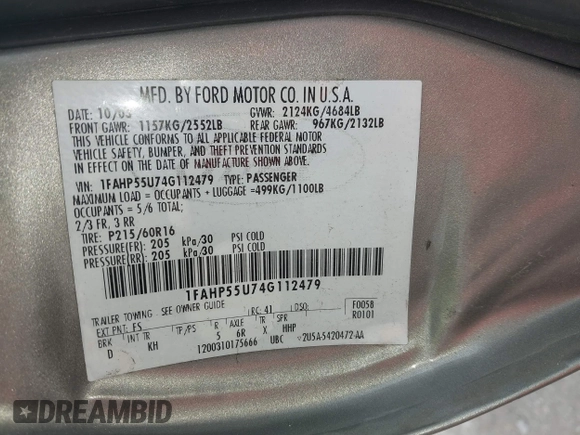 MFD. BY FORD MOTOR CO. IN U.S.A.
DATE: 10/03 GVWR: 2124KG/4684LB
FRONT GAWR: 1157KG/2552LB REAR GAWR: 967KG/2132LB
THIS VEHICLE CONFORMS TO ALL APPLICABLE FEDERAL MOTOR
VEHICLE SAFETY, BUMPER, AND THEFT PREVENTION STANDARDS
IN EFFECT ON THE DATE OF MANUFACTURE SHOWN ABOVE.
VIN: 1FAHP55U74G112479 TYPE: PASSENGER
MAXIMUM LOAD = OCCUPANTS + LUGGAGE =499KG/1100LB
OCCUPANTS = 5/6 TOTAL;
2/3 FR, 3 RR
TIRE: P215/60R16
PRESSURE(FR): 205 kPa/30 PSI COLD
PRESSURE(RR): 205 kPa/30 PSI COLD
1FAHP55U74G112479
TRAILER TOWING - SEE OWNER GUIDE
EXT PNT: FS RC: 41 DSO: F0058
BRK INT TR TP/PS R AXLE TR SPR R0101
D KH 5 6R X HHP
1200310175666 UBC 2U5A-5420472-AA
DREAMBID